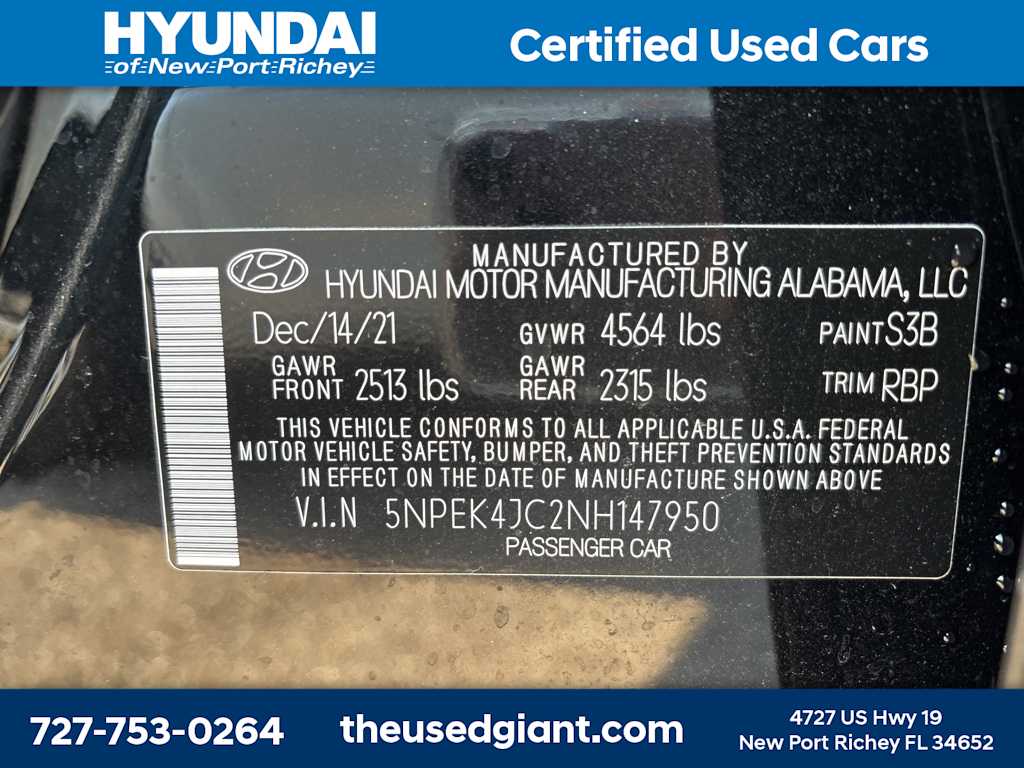 HYUNDAI
of New Port Richey
Certified Used Cars
MANUFACTURED BY
HYUNDAI MOTOR MANUFACTURING ALABAMA, LLC
Dec/14/21 GVWR 4564 lbs PAINT S3B
GAWR FRONT 2513 lbs GAWR REAR 2315 lbs TRIM RBP
THIS VEHICLE CONFORMS TO ALL APPLICABLE U.S.A. FEDERAL
MOTOR VEHICLE SAFETY, BUMPER, AND THEFT PREVENTION STANDARDS
IN EFFECT ON THE DATE OF MANUFACTURE SHOWN ABOVE
V.I.N 5NPEK4JC2NH147950
PASSENGER CAR
727-753-0264
theusedgiant.com
4727 US Hwy 19
New Port Richey FL 34652